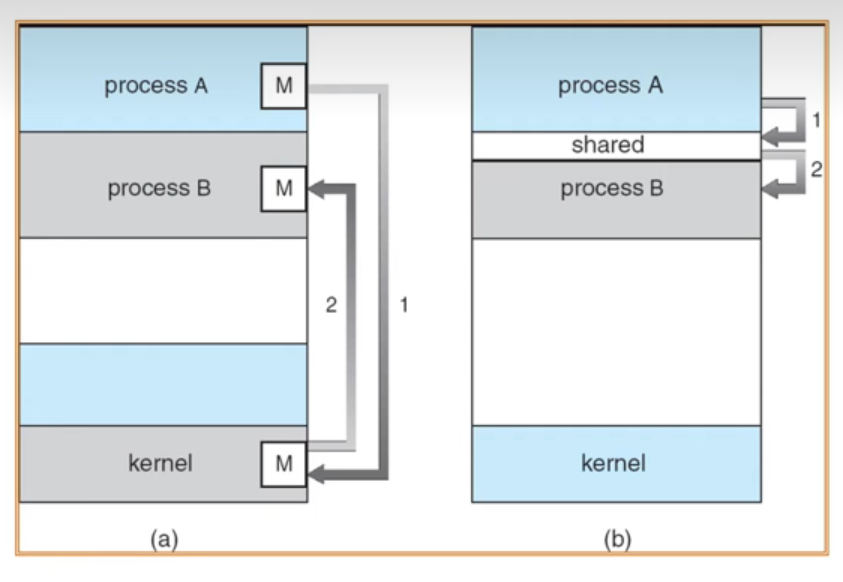 process A
M
process B
M
2
1
kernel
M
(a)
process A
1
shared
2
process B
kernel
(b)